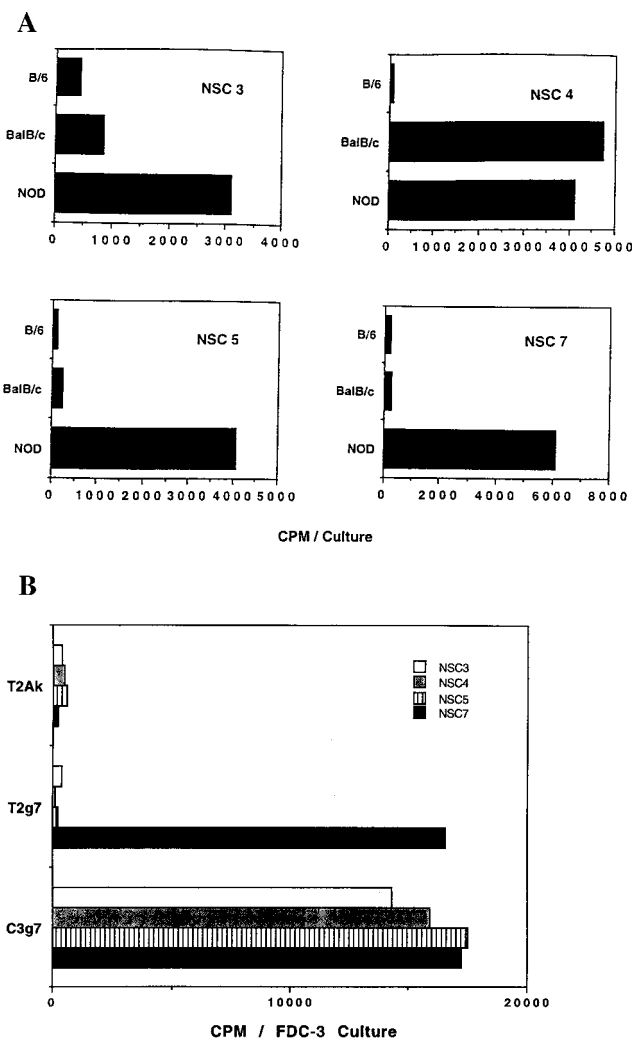 A
B/6
BalB/c
NOD
NSC 3
0 1000 2000 3000 4000
B/6
BalB/c
NOD
NSC 4
0 1000 2000 3000 4000 5000
B/6
BalB/c
NOD
NSC 5
0 1000 2000 3000 4000 5000
B/6
BalB/c
NOD
NSC 7
0 2000 4000 6000 8000
CPM / Culture
B
T2Ak
T2g7
C3g7
NSC3
NSC4
NSC5
NSC7
0 10000 20000
CPM / FDC-3 Culture